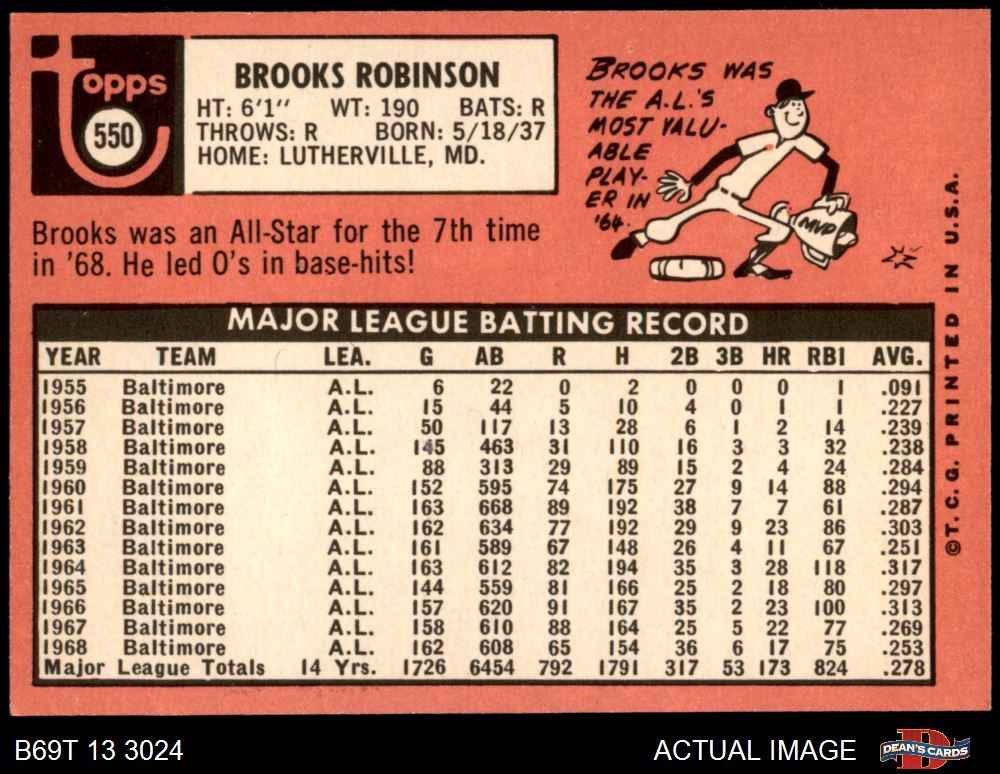 topps
550
BROOKS ROBINSON
HT: 6'1" WT: 190 BATS: R
THROWS: R BORN: 5/18/37
HOME: LUTHERVILLE, MD.
BROOKS WAS
THE A.L.'S
MOST VALU-
ABLE
PLAY-
ER IN
'64.
MVP
Brooks was an All-Star for the 7th time
in '68. He led O's in base-hits!
MAJOR LEAGUE BATTING RECORD
YEAR TEAM LEA. G AB R H 2B 3B HR RBI AVG.
1955 Baltimore A.L. 6 22 0 2 0 0 0 1 .091
1956 Baltimore A.L. 15 44 5 10 4 0 1 1 .227
1957 Baltimore A.L. 50 117 13 28 6 1 2 14 .239
1958 Baltimore A.L. 145 463 31 110 16 3 3 32 .238
1959 Baltimore A.L. 88 313 29 89 15 2 4 24 .284
1960 Baltimore A.L. 152 595 74 175 27 9 14 88 .294
1961 Baltimore A.L. 163 668 89 192 38 7 7 61 .287
1962 Baltimore A.L. 162 634 77 192 29 9 23 86 .303
1963 Baltimore A.L. 161 589 67 148 26 4 11 67 .251
1964 Baltimore A.L. 163 612 82 194 35 3 28 118 .317
1965 Baltimore A.L. 144 559 81 166 25 2 18 80 .297
1966 Baltimore A.L. 157 620 91 167 35 2 23 100 .313
1967 Baltimore A.L. 158 610 88 164 25 5 22 77 .269
1968 Baltimore A.L. 162 608 65 154 36 6 17 75 .253
Major League Totals 14 Yrs. 1726 6454 792 1791 317 53 173 824 .278
©T. C. G. PRINTED IN U.S.A.
B69T 13 3024
ACTUAL IMAGE
DEAN'S CARDS